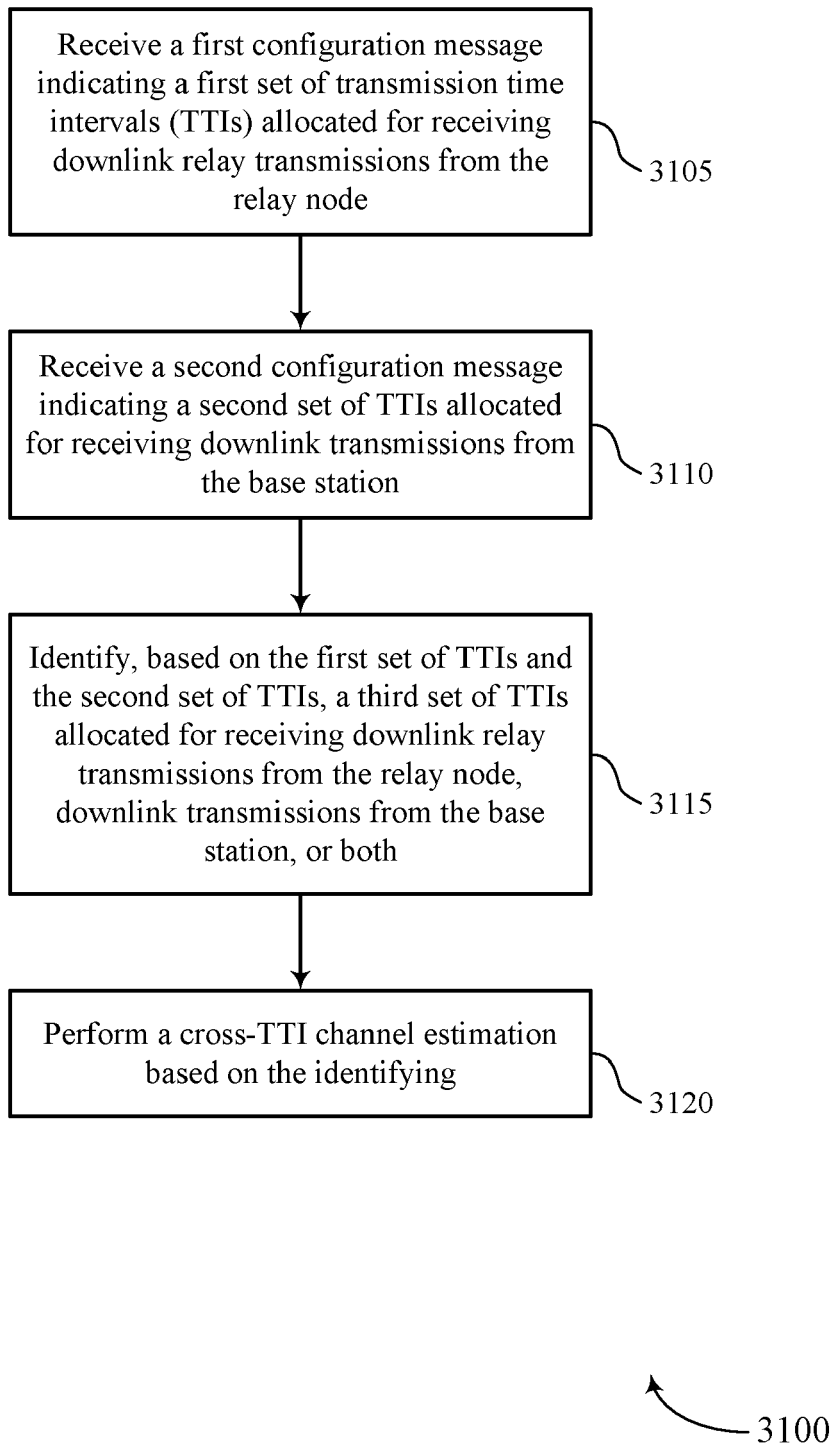 Receive a first configuration message
indicating a first set of transmission time
intervals (TTIs) allocated for receiving
downlink relay transmissions from the
relay node
3105
Receive a second configuration message
indicating a second set of TTIs allocated
for receiving downlink transmissions from
the base station
3110
Identify, based on the first set of TTIs and
the second set of TTIs, a third set of TTIs
allocated for receiving downlink relay
transmissions from the relay node,
downlink transmissions from the base
station, or both
3115
Perform a cross-TTI channel estimation
based on the identifying
3120
3100